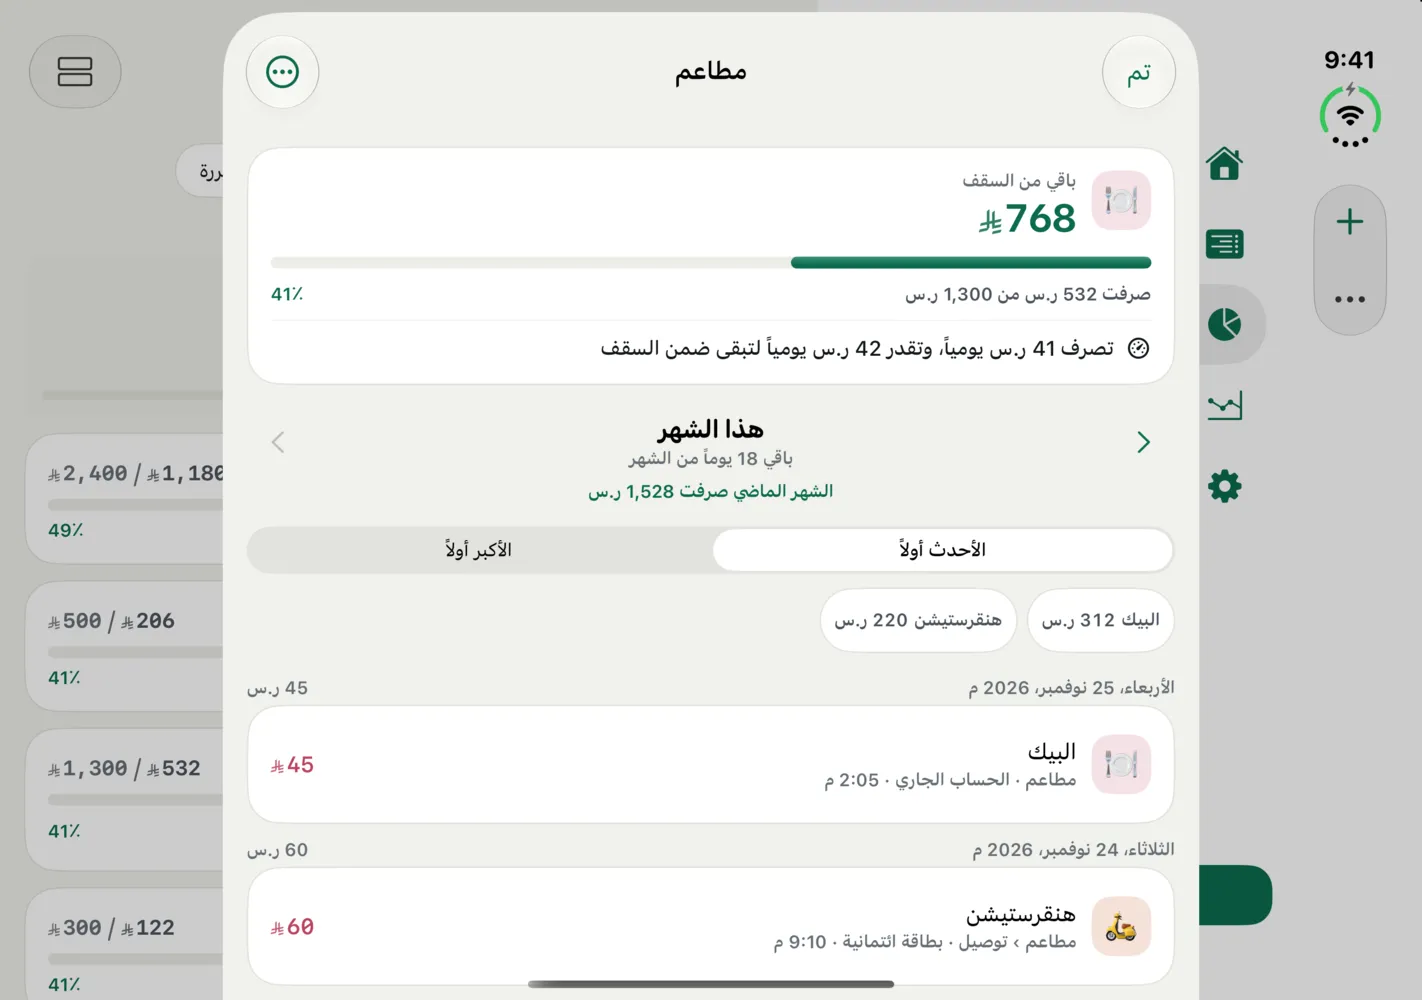 9:41
مطاعم
تم
باقي من السقف
768
صرفت 532 ر.س من 1,300 ر.س
41٪
تصرف 41 ر.س يومياً، وتقدر 42 ر.س يومياً لتبقى ضمن السقف
هذا الشهر
باقي 18 يوماً من الشهر
الشهر الماضي صرفت 1,528 ر.س
الأحدث أولاً
الأكبر أولاً
البيك 312 ر.س
هنقرستيشن 220 ر.س
الأربعاء، 25 نوفمبر، 2026 م
45 ر.س
البيك
مطاعم · الحساب الجاري · 2:05 م
45
الثلاثاء، 24 نوفمبر، 2026 م
60 ر.س
هنقرستيشن
مطاعم › توصيل · بطاقة ائتمانية · 9:10 م
60
1,180 / 2,400
49٪
206 / 500
41٪
532 / 1,300
41٪
122 / 300
41٪